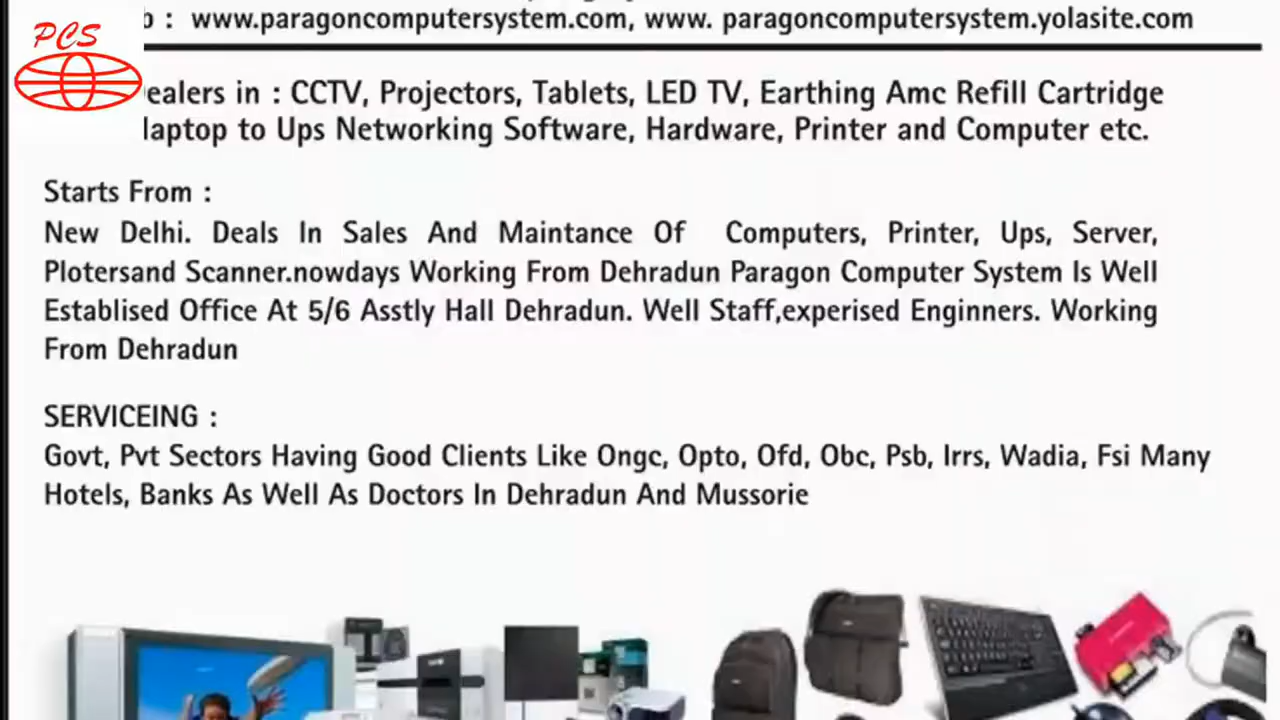 : www.paragoncomputersystem.com, www. paragoncomputersystem.yolasite.com
PCS
ealers in : CCTV, Projectors, Tablets, LED TV, Earthing Amc Refill Cartridge
laptop to Ups Networking Software, Hardware, Printer and Computer etc.
Starts From :
New Delhi. Deals In Sales And Maintance Of Computers, Printer, Ups, Server,
Plotersand Scanner.nowdays Working From Dehradun Paragon Computer System Is Well
Establised Office At 5/6 Asstly Hall Dehradun. Well Staff,experised Enginners. Working
From Dehradun
SERVICEING :
Govt, Pvt Sectors Having Good Clients Like Ongc, Opto, Ofd, Obc, Psb, Irrs, Wadia, Fsi Many
Hotels, Banks As Well As Doctors In Dehradun And Mussorie